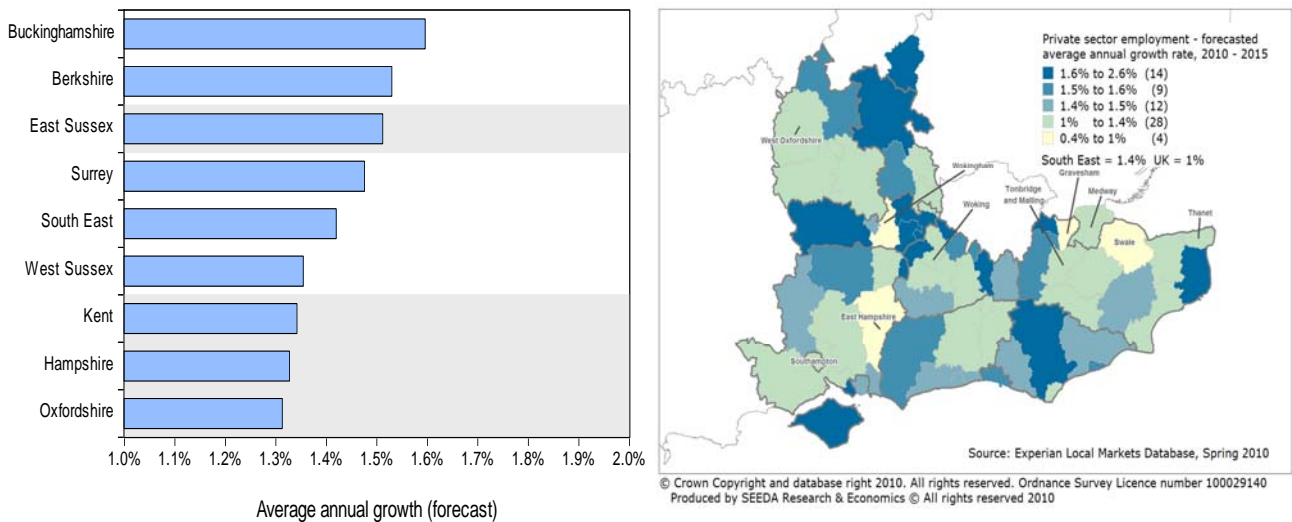 Buckinghamshire
Berkshire
East Sussex
Surrey
South East
West Sussex
Kent
Hampshire
Oxfordshire
1.0% 1.1% 1.2% 1.3% 1.4% 1.5% 1.6% 1.7% 1.8% 1.9% 2.0%
Average annual growth (forecast)
Private sector employment - forecasted
average annual growth rate, 2010 - 2015
1.6% to 2.6% (14)
1.5% to 1.6% (9)
1.4% to 1.5% (12)
1% to 1.4% (28)
0.4% to 1% (4)
South East = 1.4% UK = 1%
West Oxfordshire
Wokingham
Gravesham
Tonbridge
and Malling
Medway
Woking
Thanet
Swale
East Hampshire
Southampton
Source: Experian Local Markets Database, Spring 2010
© Crown Copyright and database right 2010. All rights reserved. Ordnance Survey Licence number 100029140
Produced by SEEDA Research & Economics © All rights reserved 2010